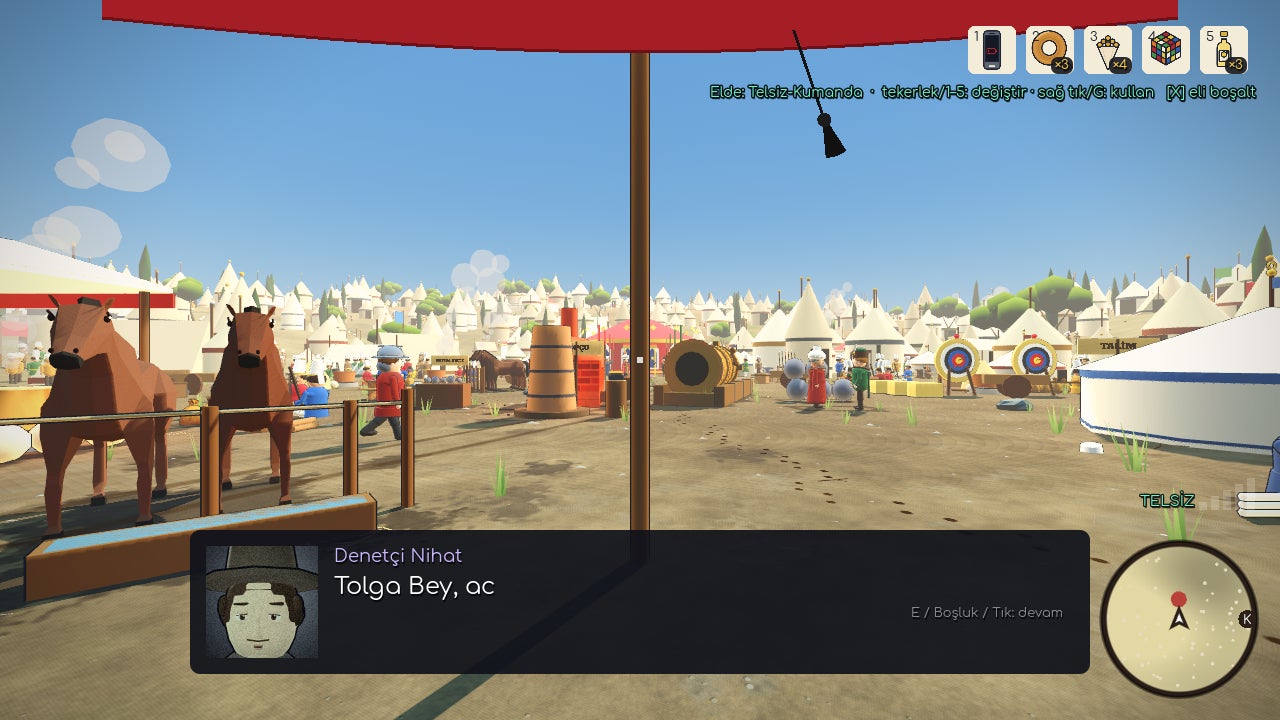 1 2 3 4 5
×3 ×4 ×3
Elde: Telsiz-Kumanda · tekerlek/1-5: değiştir · sağ tık/G: kullan [X] eli boşalt
TALİM
TELSİZ
Denetçi Nihat
Tolga Bey, ac
E / Boşluk / Tık: devam
K